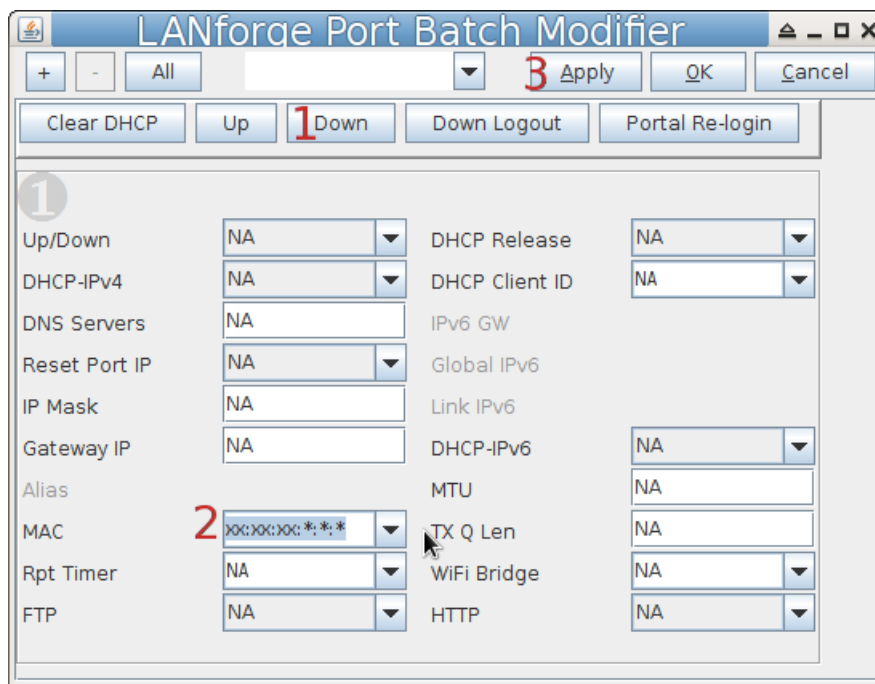 LANforge Port Batch Modifier
+ - All 3 Apply OK Cancel
Clear DHCP Up 1 Down Down Logout Portal Re-login
1
Up/Down NA DHCP Release NA
DHCP-IPv4 NA DHCP Client ID NA
DNS Servers NA IPv6 GW
Reset Port IP NA Global IPv6
IP Mask NA Link IPv6
Gateway IP NA DHCP-IPv6 NA
Alias MTU NA
MAC 2 xx:xx:xx:*:*:* TX Q Len NA
Rpt Timer NA WiFi Bridge NA
FTP NA HTTP NA